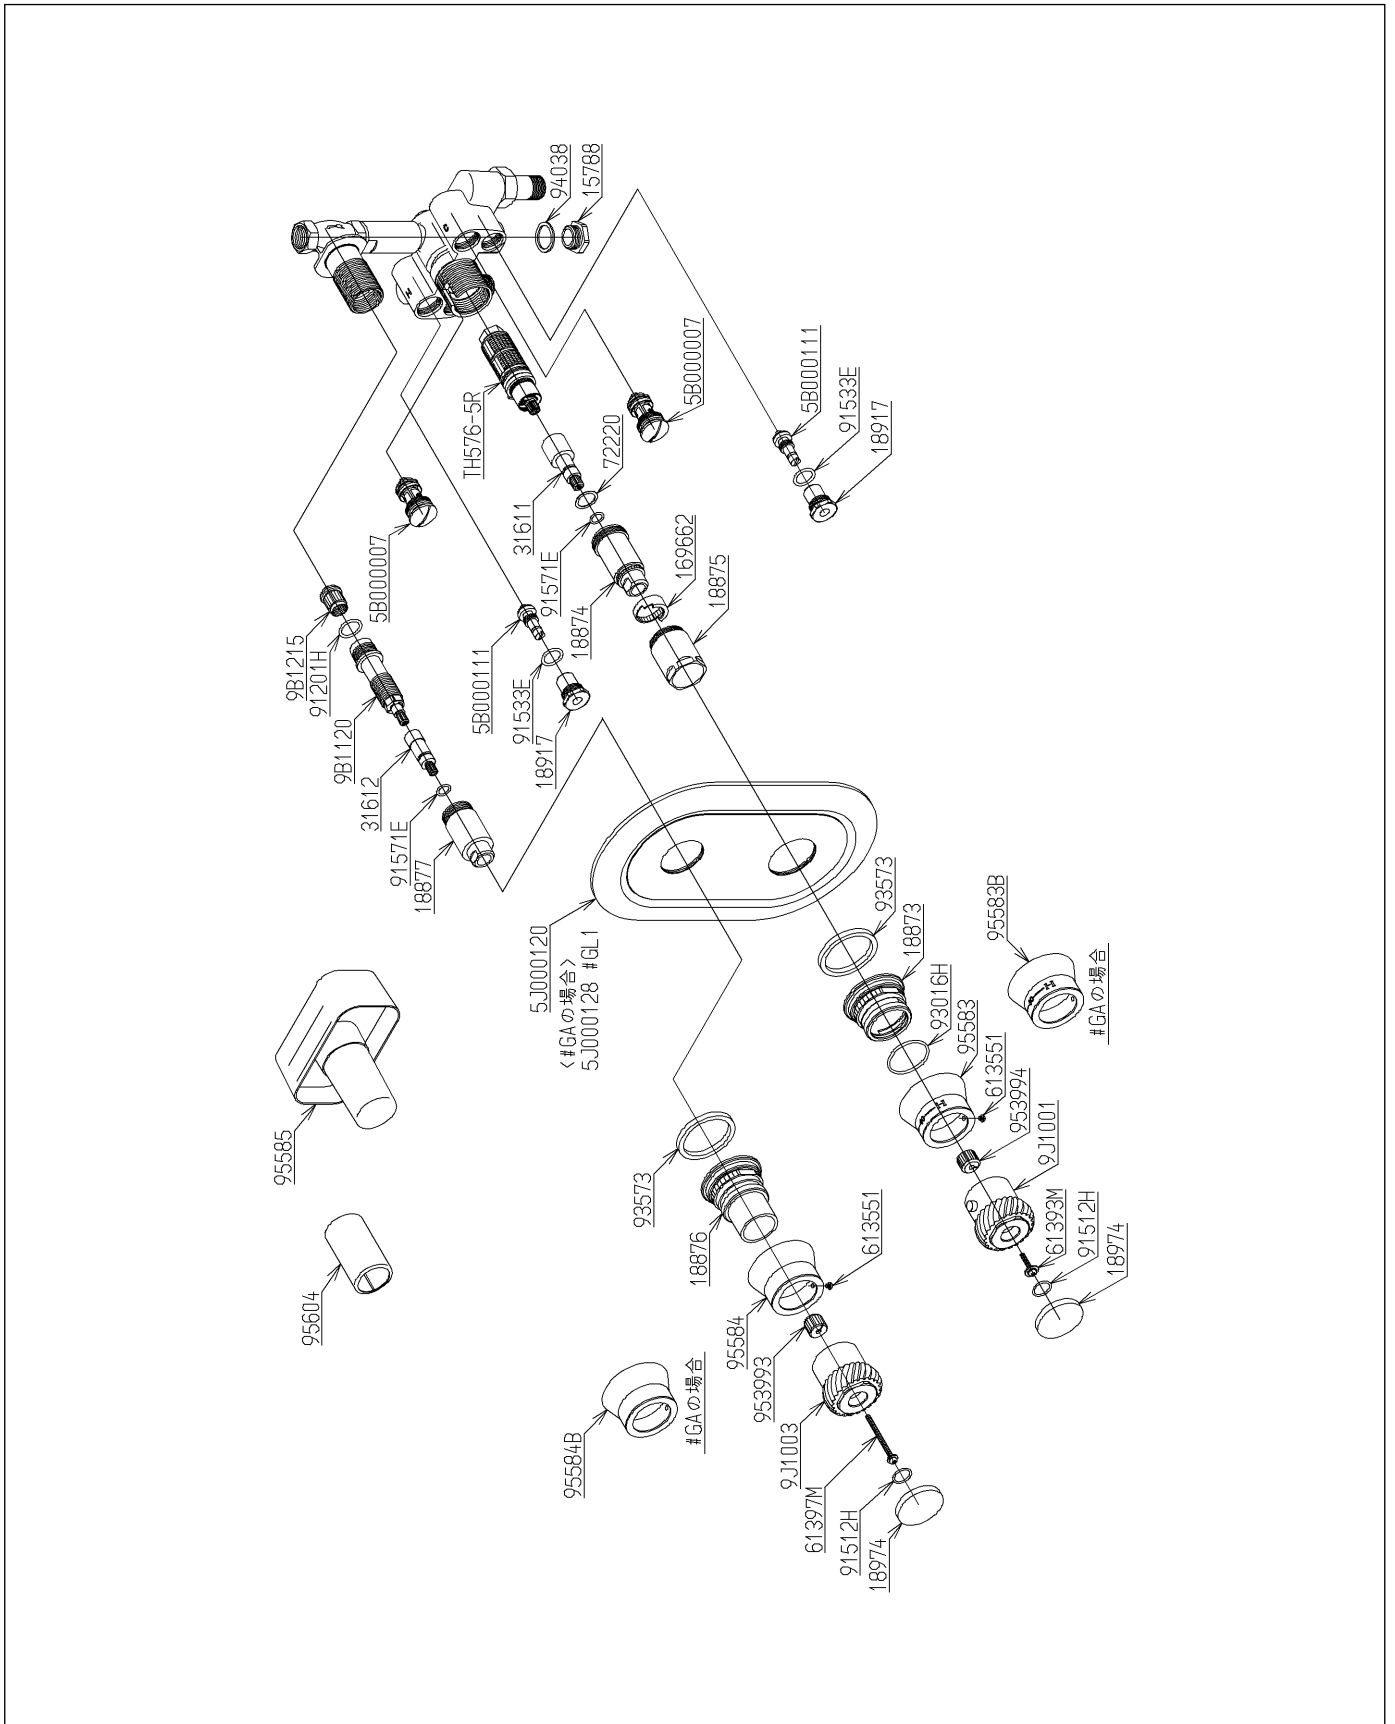 94038
15788
TH576-5R
5B000007
72220
31611
91571E
18874
169662
18875
5B000111
91533E
18917
5B000007
9B1215
91201H
9B1120
31612
91571E
18877
5B000111
91533E
18917
5J000120
<#GAの場合>
5J000128 #GL1
93573
18873
93016H
95583
613551
953994
9J1001
61393M
91512H
18974
95583B
#GAの場合
95585
95604
93573
18876
613551
95584
953993
9J1003
61397M
91512H
18974
95584B
#GAの場合
H
C
H
H